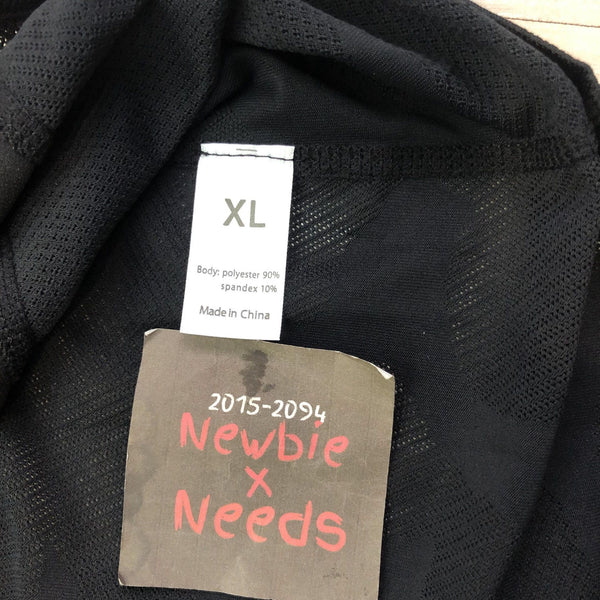 XL
Body: polyester 90%
spandex 10%
Made in China
2015-2094
Newbie
x
Needs